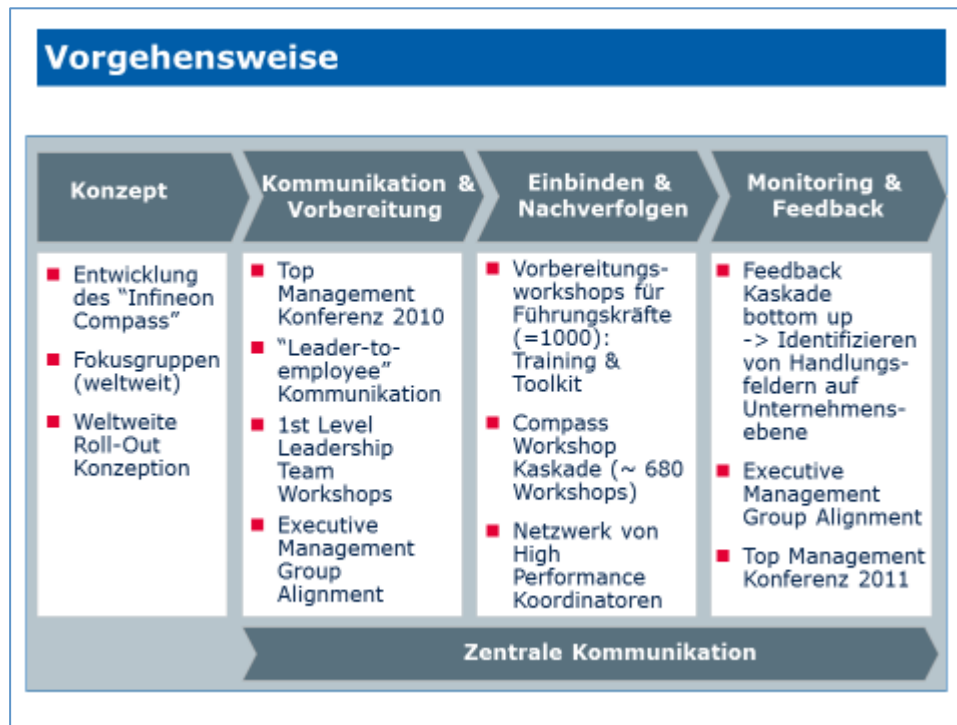 Vorgehensweise
Konzept
Entwicklung
des “Infineon
Compass”
Fokusgruppen
(weltweit)
Weltweite
Roll-Out
Konzeption
Kommunikation &
Vorbereitung
Top
Management
Konferenz 2010
“Leader-to-
employee”
Kommunikation
1st Level
Leadership
Team
Workshops
Executive
Management
Group
Alignment
Einbinden &
Nachverfolgen
Vorbereitungs-
workshops für
Führungskräfte
(=1000):
Training &
Toolkit
Compass
Workshop
Kaskade (~ 680
Workshops)
Netzwerk von
High
Performance
Koordinatoren
Monitoring &
Feedback
Feedback
Kaskade
bottom up
-> Identifizieren
von Handlungs-
feldern auf
Unternehmens-
ebene
Executive
Management
Group Alignment
Top Management
Konferenz 2011
Zentrale Kommunikation